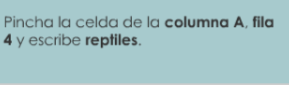 Pincha la celda de la columna A, fila
4 y escribe reptiles.